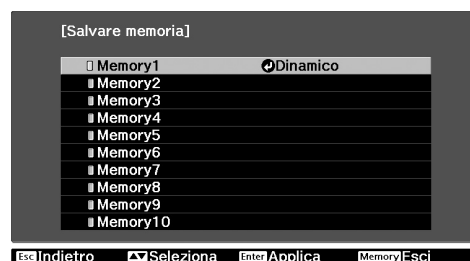 [Salvare memoria]
Memory1 Dinamico
Memory2
Memory3
Memory4
Memory5
Memory6
Memory7
Memory8
Memory9
Memory10
Esc Indietro Seleziona Enter Applica Memory Esci